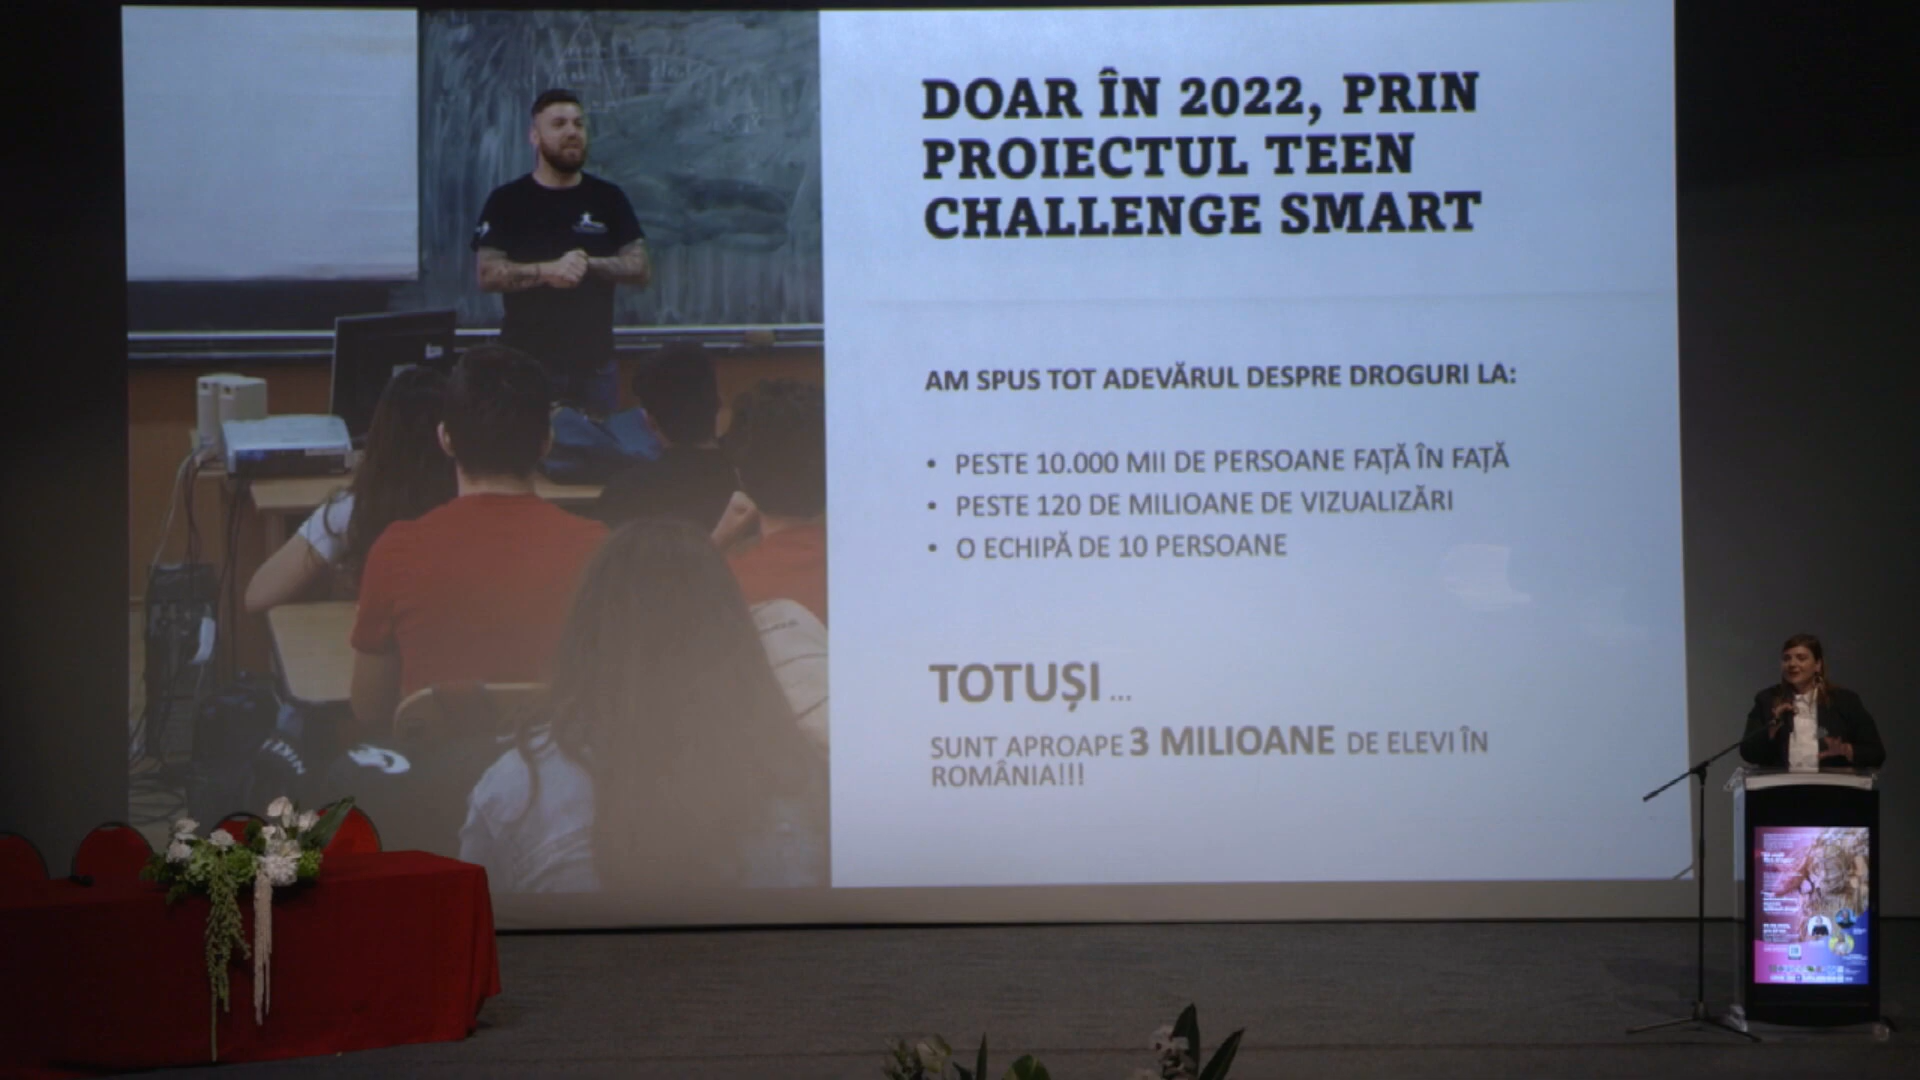 DOAR ÎN 2022, PRIN
PROIECTUL TEEN
CHALLENGE SMART
AM SPUS TOT ADEVĂRUL DESPRE DROGURI LA:
• PESTE 10.000 MII DE PERSOANE FAȚĂ ÎN FAȚĂ
• PESTE 120 DE MILIOANE DE VIZUALIZĂRI
• O ECHIPĂ DE 10 PERSOANE
TOTUȘI ...
SUNT APROAPE 3 MILIOANE DE ELEVI ÎN
ROMÂNIA!!!